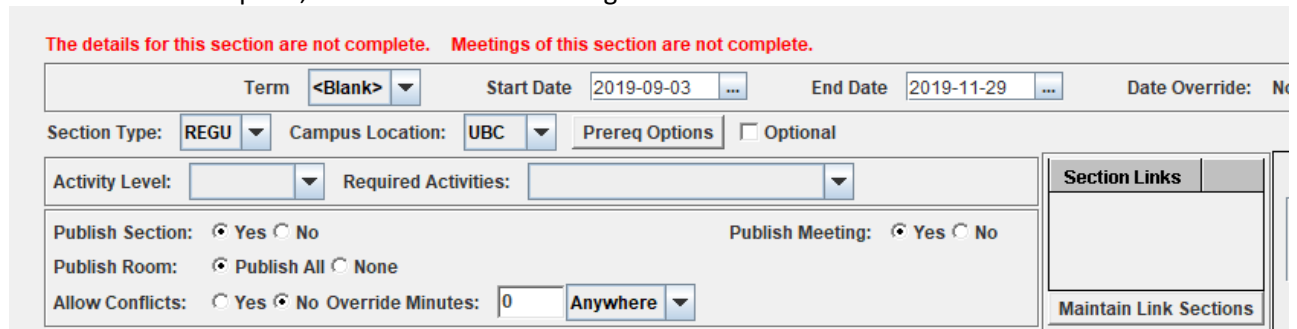 The details for this section are not complete. Meetings of this section are not complete.
Term <Blank> Start Date 2019-09-03 ... End Date 2019-11-29 ... Date Override:
Section Type: REGU Campus Location: UBC Prereq Options Optional
Activity Level: Required Activities: Section Links
Publish Section: Yes No Publish Meeting: Yes No
Publish Room: Publish All None
Allow Conflicts: Yes No Override Minutes: 0 Anywhere Maintain Link Sections